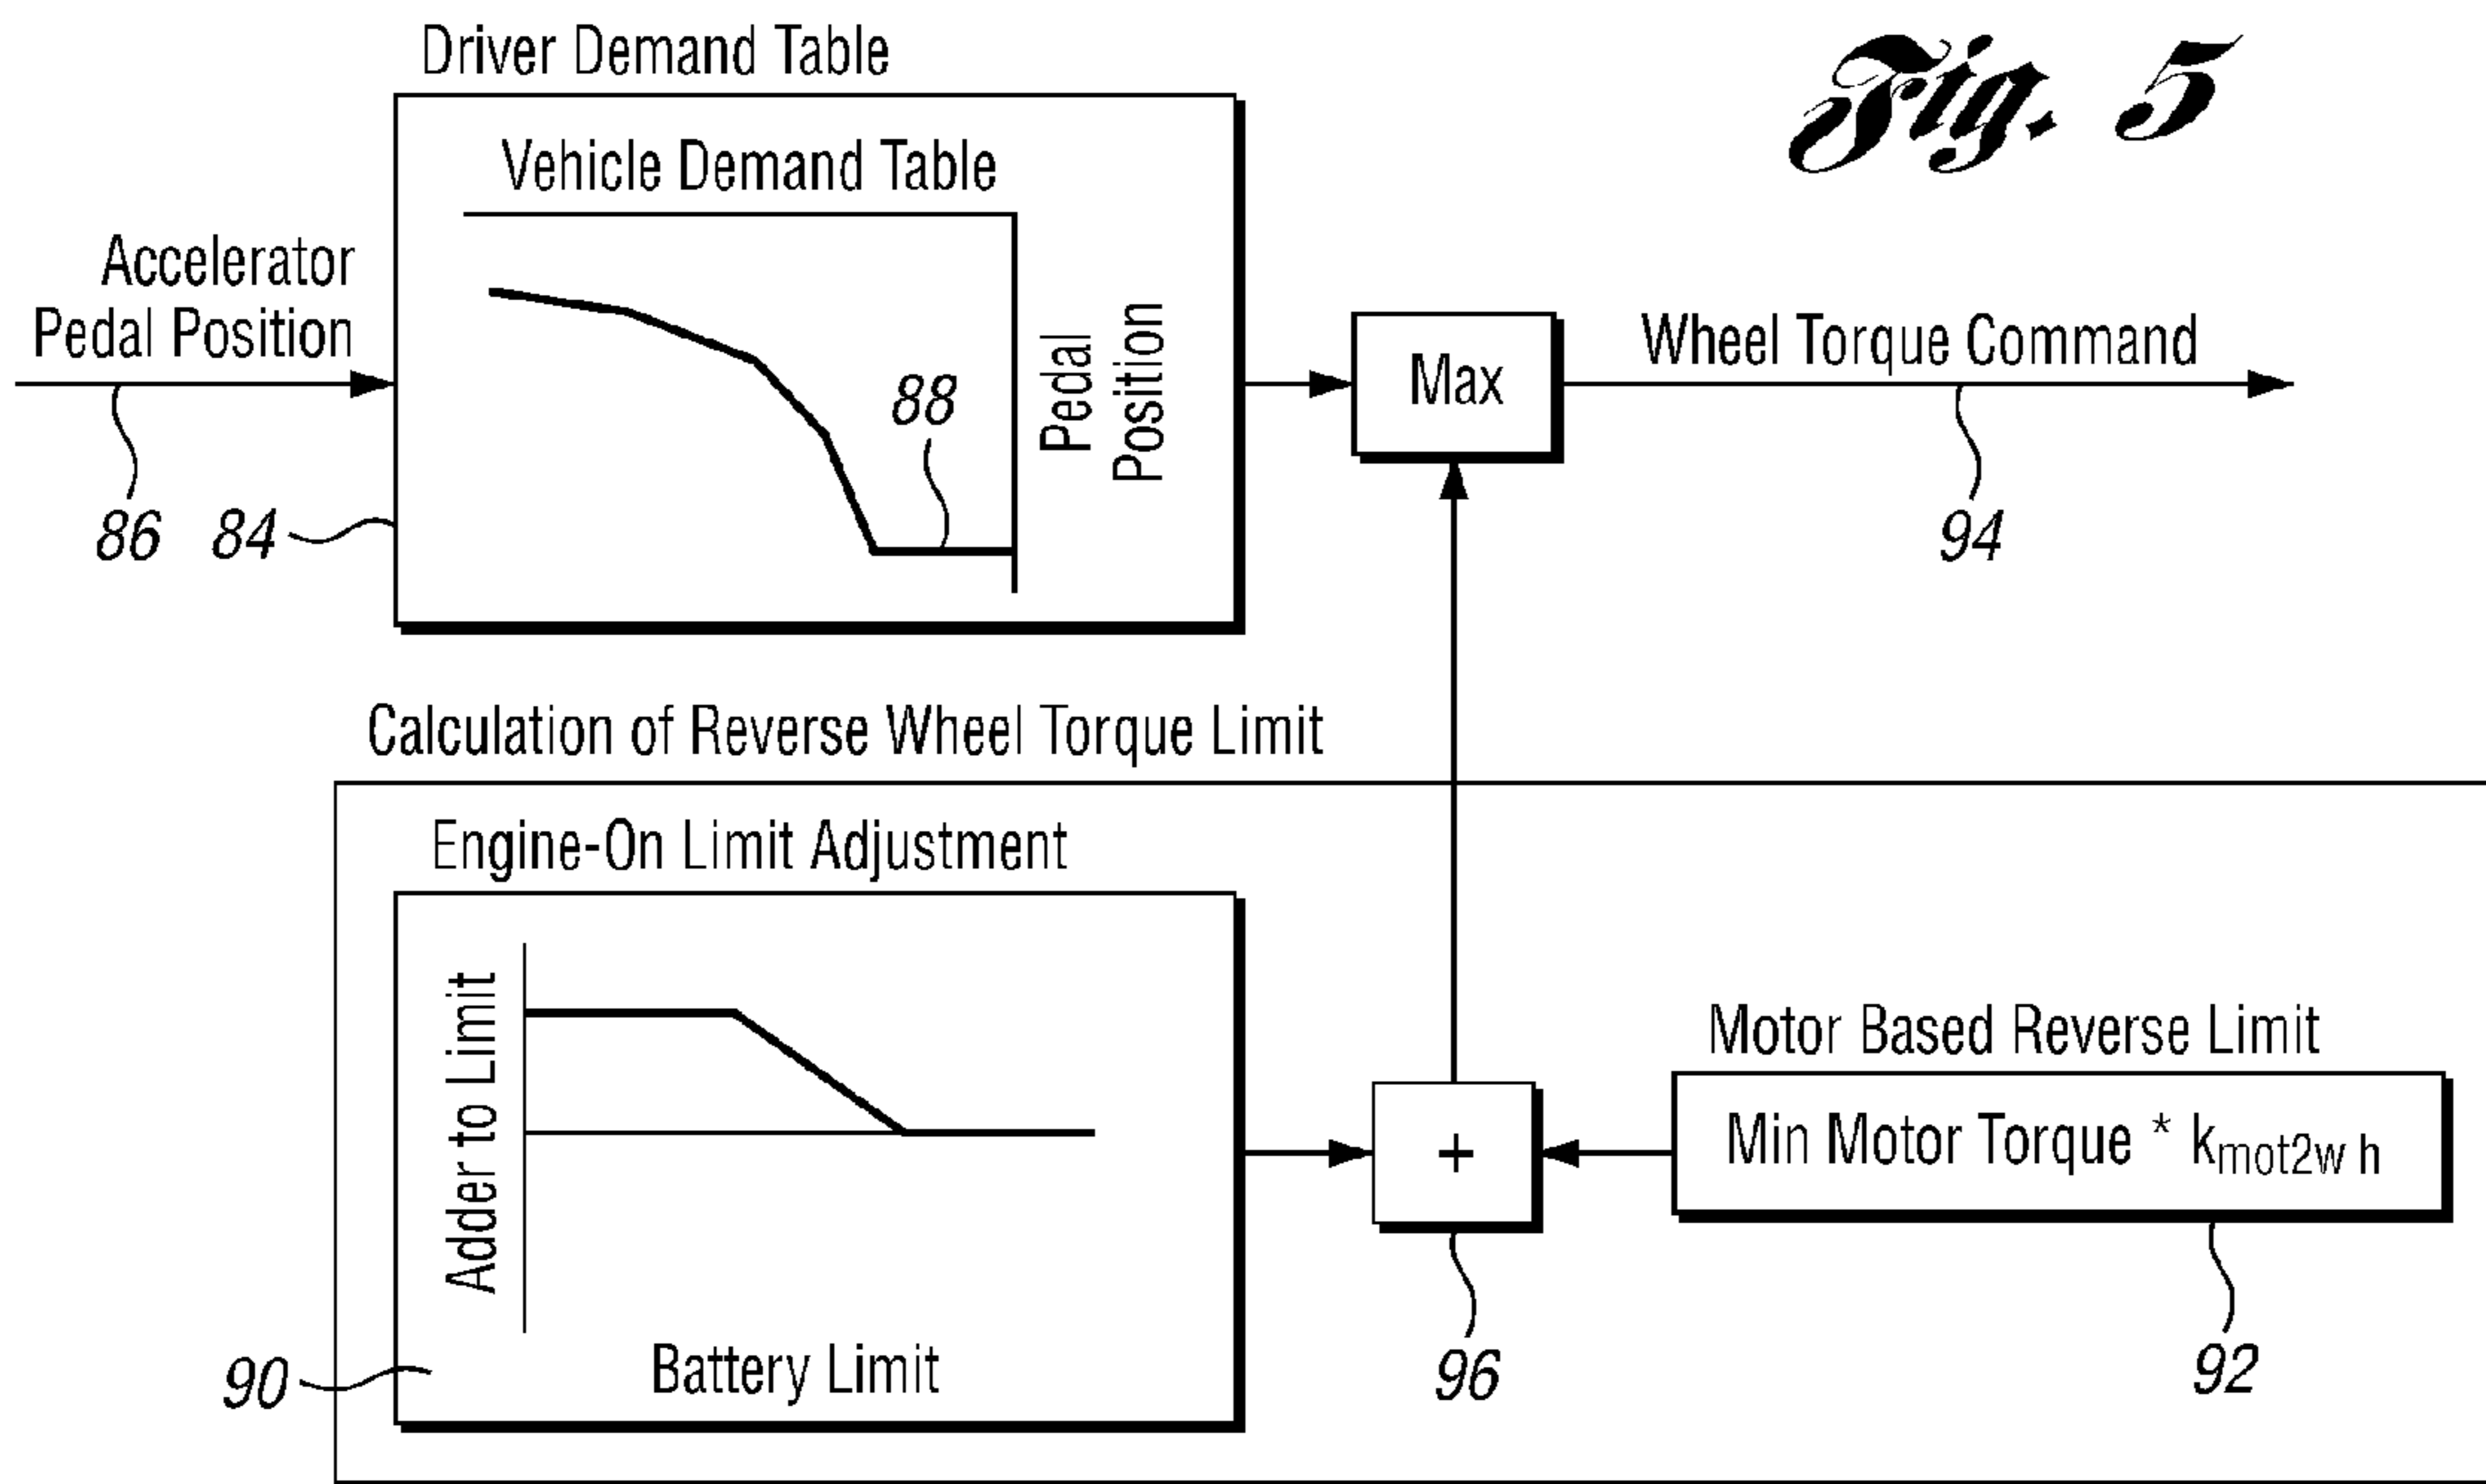 Fig. 5
Driver Demand Table
Vehicle Demand Table
Accelerator
Pedal Position
88
Pedal
Position
Max
Wheel Torque Command
86
84
94
Calculation of Reverse Wheel Torque Limit
Engine-On Limit Adjustment
Adder to Limit
Battery Limit
90
+
96
Motor Based Reverse Limit
Min Motor Torque * kmot2w h
92